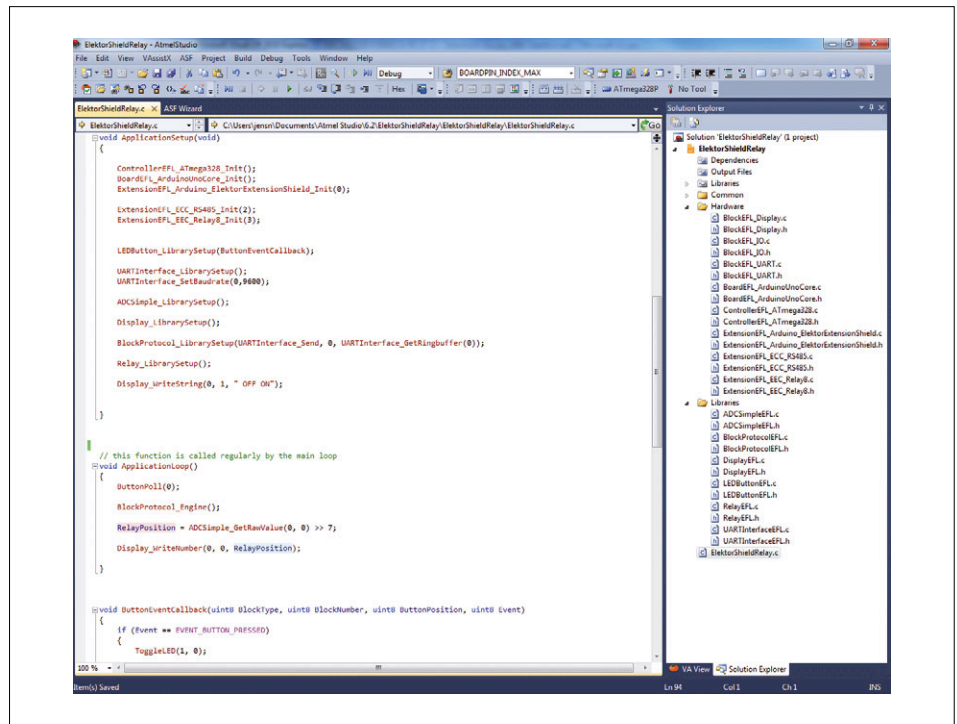 ElektorShieldRelay - AtmelStudio
File Edit View VAssistX ASF Project Build Debug Tools Window Help
Debug BOARDPIN_INDEX_MAX
Hex ATmega328P No Tool
ElektorShieldRelay.c ASF Wizard
ElektorShieldRelay.c C:\Users\jensn\Documents\Atmel Studio\6.2\ElektorShieldRelay\ElektorShieldRelay\ElektorShieldRelay.c Go
void ApplicationSetup(void)
{
ControllerEFL_ATmega328_Init();
BoardEFL_ArduinoUnoCore_Init();
ExtensionEFL_Arduino_ElektorExtensionShield_Init(0);
ExtensionEFL_ECC_RS485_Init(2);
ExtensionEFL_EEC_Relay8_Init(3);
LEDButton_LibrarySetup(ButtonEventCallback);
UARTInterface_LibrarySetup();
UARTInterface_SetBaudrate(0,9600);
ADCSimple_LibrarySetup();
Display_LibrarySetup();
BlockProtocol_LibrarySetup(UARTInterface_Send, 0, UARTInterface_GetRingbuffer(0));
Relay_LibrarySetup();
Display_WriteString(0, 1, " OFF ON");
}
// this function is called regularly by the main loop
void ApplicationLoop()
{
ButtonPoll(0);
BlockProtocol_Engine();
RelayPosition = ADCSimple_GetRawValue(0, 0) >> 7;
Display_WriteNumber(0, 0, RelayPosition);
}
void ButtonEventCallback(uint8 BlockType, uint8 BlockNumber, uint8 ButtonPosition, uint8 Event)
{
if (Event == EVENT_BUTTON_PRESSED)
{
ToggleLED(1, 0);
100 %
Solution Explorer
Solution 'ElektorShieldRelay' (1 project)
ElektorShieldRelay
Dependencies
Output Files
Libraries
Common
Hardware
BlockEFL_Display.c
BlockEFL_Display.h
BlockEFL_IO.c
BlockEFL_IO.h
BlockEFL_UART.c
BlockEFL_UART.h
BoardEFL_ArduinoUnoCore.c
BoardEFL_ArduinoUnoCore.h
ControllerEFL_ATmega328.c
ControllerEFL_ATmega328.h
ExtensionEFL_Arduino_ElektorExtensionShield.c
ExtensionEFL_Arduino_ElektorExtensionShield.h
ExtensionEFL_ECC_RS485.c
ExtensionEFL_ECC_RS485.h
ExtensionEFL_EEC_Relay8.c
ExtensionEFL_EEC_Relay8.h
Libraries
ADCSimpleEFL.c
ADCSimpleEFL.h
BlockProtocolEFL.c
BlockProtocolEFL.h
DisplayEFL.c
DisplayEFL.h
LEDButtonEFL.c
LEDButtonEFL.h
RelayEFL.c
RelayEFL.h
UARTInterfaceEFL.c
UARTInterfaceEFL.h
ElektorShieldRelay.c
VA View Solution Explorer
Item(s) Saved Ln 94 Col 1 Ch 1 INS